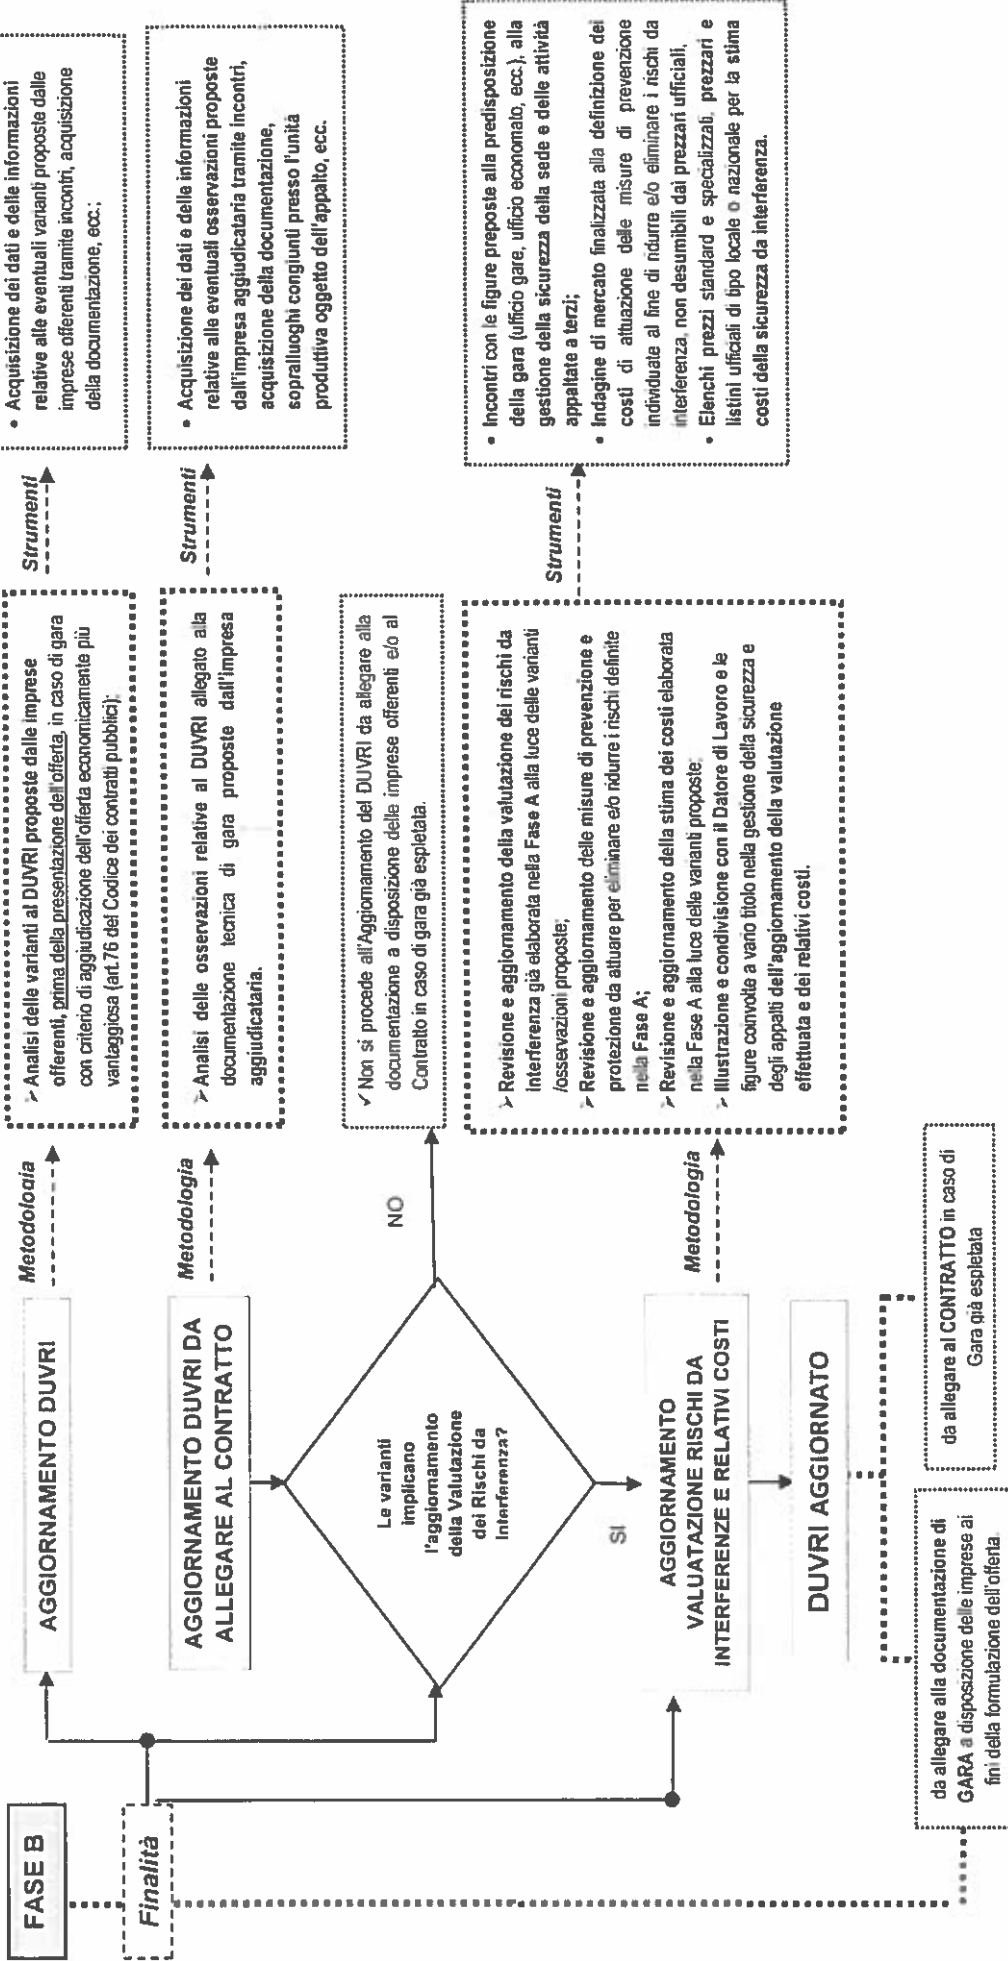 FASE B
Finalità
AGGIORNAMENTO DUVRI
Metodologia
➢ Analisi delle varianti al DUVRI proposte dalle imprese
offerenti, prima della presentazione dell'offerta, in caso di gara
con criterio di aggiudicazione dell'offerta economicamente più
vantaggiosa (art.76 del Codice dei contratti pubblici);
Strumenti
• Acquisizione dei dati e delle informazioni
relative alle eventuali varianti proposte dalle
imprese offerenti tramite incontri, acquisizione
della documentazione, ecc.;
AGGIORNAMENTO DUVRI DA
ALLEGARE AL CONTRATTO
Metodologia
➢ Analisi delle osservazioni relative al DUVRI allegato alla
documentazione tecnica di gara proposte dall'impresa
aggiudicataria.
Strumenti
• Acquisizione dei dati e delle informazioni
relative alle eventuali osservazioni proposte
dall'impresa aggiudicataria tramite incontri,
acquisizione della documentazione,
sopralluoghi congiunti presso l'unità
produttiva oggetto dell'appalto, ecc.
Le varianti
implicano
l'aggiornamento
della Valutazione
dei Rischi da
Interferenza?
NO
✓ Non si procede all'Aggiornamento del DUVRI da allegare alla
documentazione a disposizione delle imprese offerenti e/o al
Contratto in caso di gara già espletata.
SI
AGGIORNAMENTO
VALUATAZIONE RISCHI DA
INTERFERENZE E RELATIVI COSTI
Metodologia
➢ Revisione e aggiornamento della valutazione dei rischi da
interferenza già elaborata nella Fase A alla luce delle varianti
/osservazioni proposte;
➢ Revisione e aggiornamento delle misure di prevenzione e
protezione da attuare per eliminare e/o ridurre i rischi definite
nella Fase A;
➢ Revisione e aggiornamento della stima dei costi elaborata
nella Fase A alla luce delle varianti proposte;
➢ Illustrazione e condivisione con il Datore di Lavoro e le
figure coinvolte a vario titolo nella gestione della sicurezza e
degli appalti dell'aggiornamento della valutazione
effettuata e dei relativi costi.
Strumenti
• Incontri con le figure preposte alla predisposizione
della gara (ufficio gare, ufficio economato, ecc.), alla
gestione della sicurezza della sede e delle attività
appaltate a terzi;
• Indagine di mercato finalizzata alla definizione dei
costi di attuazione delle misure di prevenzione
individuate al fine di ridurre e/o eliminare i rischi da
interferenza, non desumibili dai prezzari ufficiali,
• Elenchi prezzi standard e specializzati, prezzari e
listini ufficiali di tipo locale o nazionale per la stima
costi della sicurezza da interferenza.
DUVRI AGGIORNATO
da allegare alla documentazione di
GARA a disposizione delle imprese ai
fini della formulazione dell'offerta.
da allegare al CONTRATTO in caso di
Gara già espletata